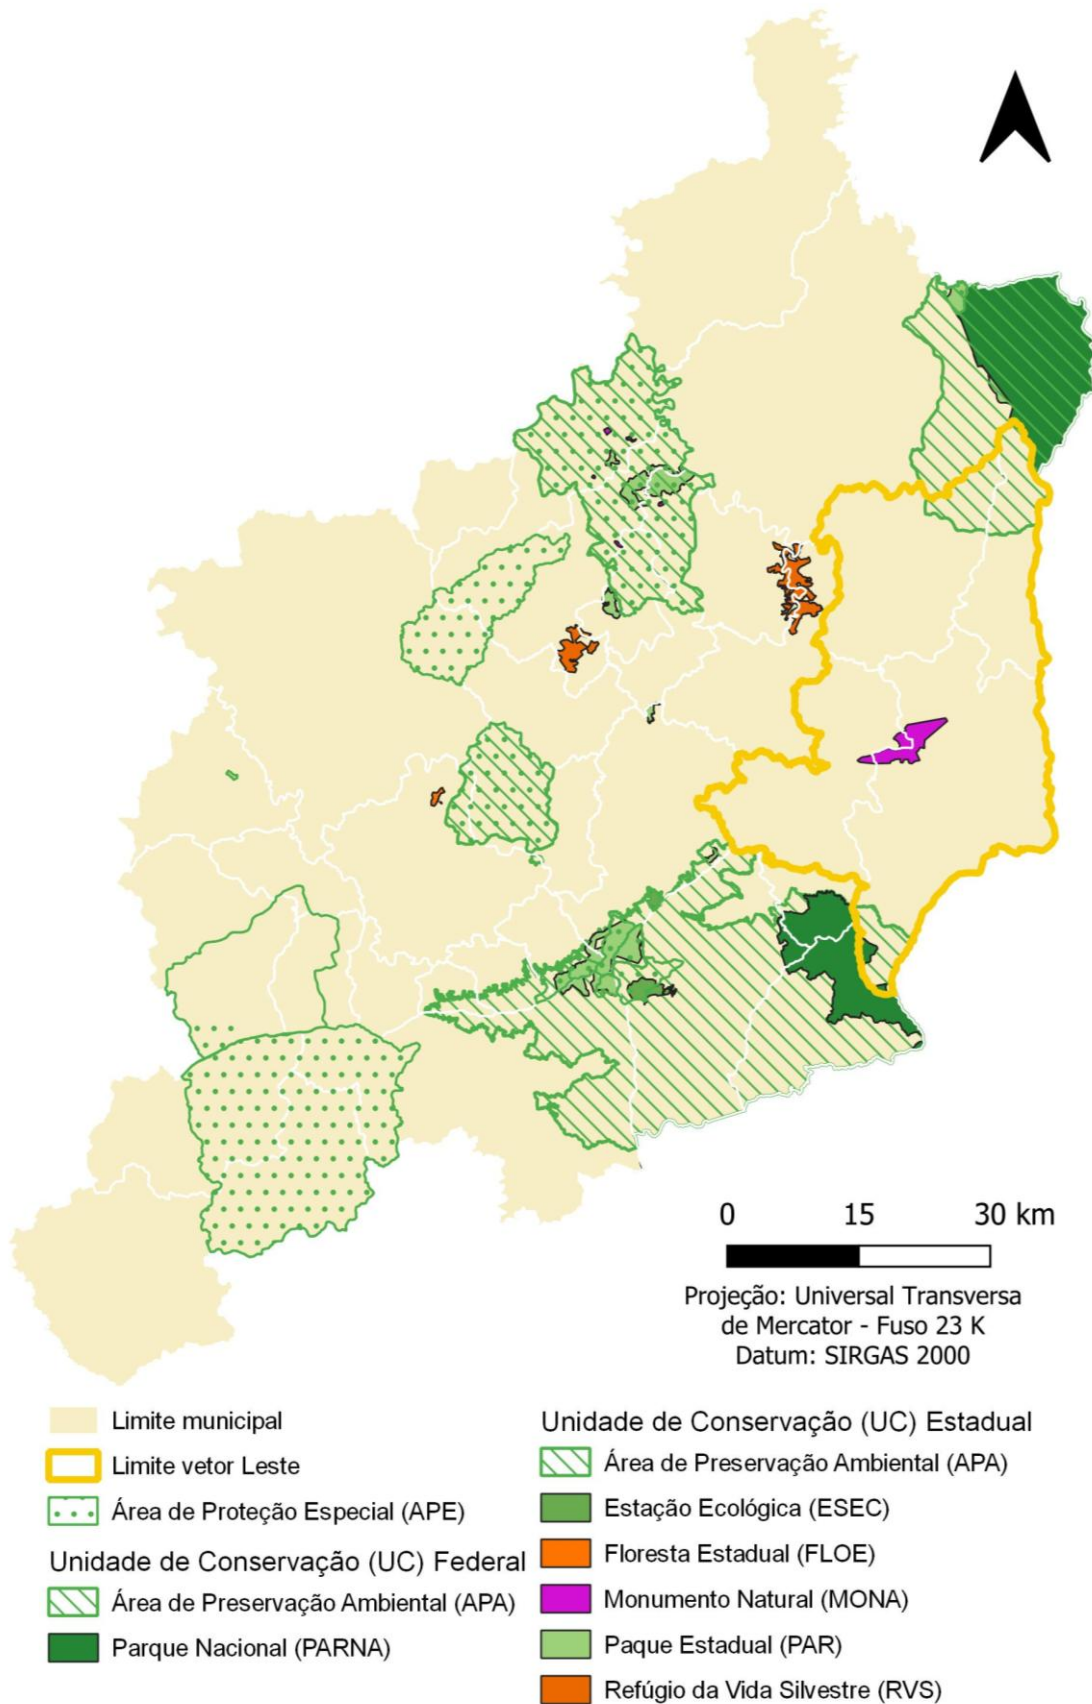 0 15 30 km
Projeção: Universal Transversa
de Mercator - Fuso 23 K
Datum: SIRGAS 2000
Limite municipal
Limite vetor Leste
Área de Proteção Especial (APE)
Unidade de Conservação (UC) Federal
Área de Preservação Ambiental (APA)
Parque Nacional (PARNA)
Unidade de Conservação (UC) Estadual
Área de Preservação Ambiental (APA)
Estação Ecológica (ESEC)
Floresta Estadual (FLOE)
Monumento Natural (MONA)
Paque Estadual (PAR)
Refúgio da Vida Silvestre (RVS)